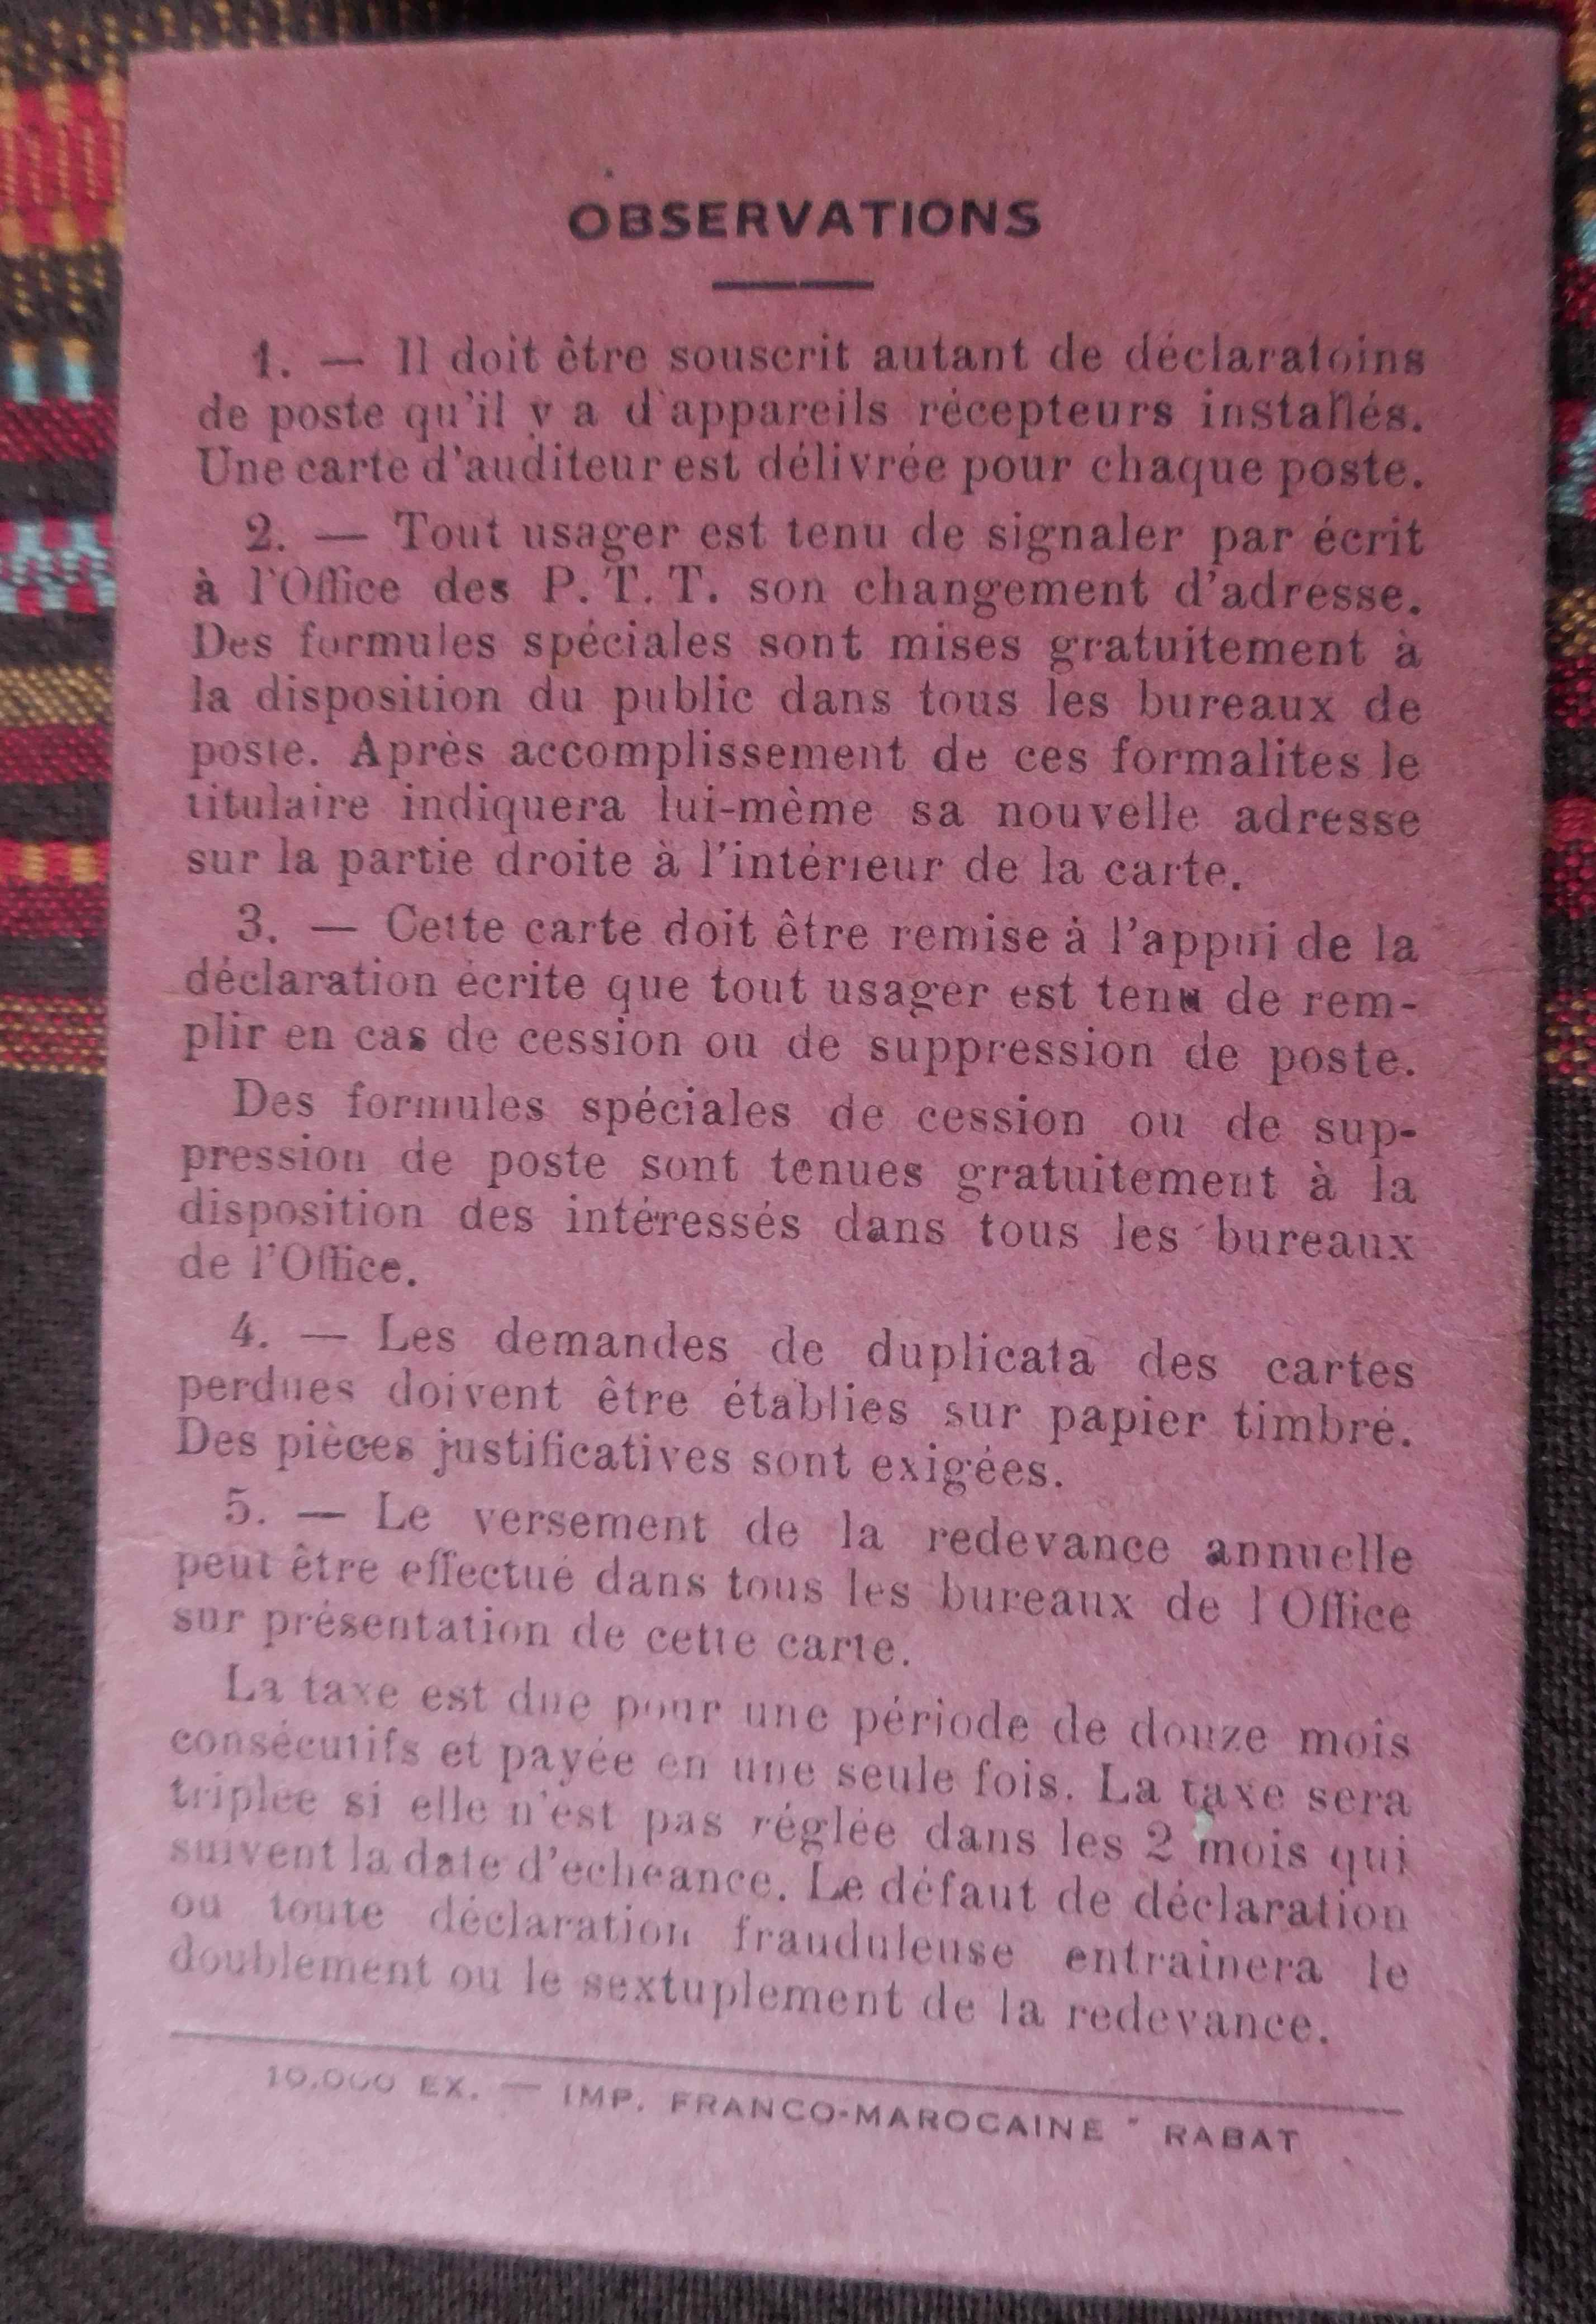 OBSERVATIONS
1. — Il doit être souscrit autant de déclaratoins
de poste qu'il y a d'appareils récepteurs installés.
Une carte d'auditeur est délivrée pour chaque poste.
2. — Tout usager est tenu de signaler par écrit
à l'Office des P. T. T. son changement d'adresse.
Des formules spéciales sont mises gratuitement à
la disposition du public dans tous les bureaux de
poste. Après accomplissement de ces formalites le
titulaire indiquera lui-mème sa nouvelle adresse
sur la partie droite à l'intérieur de la carte.
3. — Cette carte doit être remise à l'appui de la
déclaration écrite que tout usager est tenu de rem-
plir en cas de cession ou de suppression de poste.
Des formules spéciales de cession ou de sup-
pression de poste sont tenues gratuitement à la
disposition des intéressés dans tous les bureaux
de l'Office.
4. — Les demandes de duplicata des cartes
perdues doivent être établies sur papier timbré.
Des pièces justificatives sont exigées.
5. — Le versement de la redevance annuelle
peut être effectué dans tous les bureaux de l'Office
sur présentation de cette carte.
La taxe est due pour une période de douze mois
consécutifs et payée en une seule fois. La taxe sera
triplée si elle n'est pas réglée dans les 2 mois qui
suivent la date d'echeance. Le défaut de déclaration
ou toute déclaration frauduleuse entraînera le
doublement ou le sextuplement de la redevance.
10.000 EX. — IMP. FRANCO-MAROCAINE - RABAT